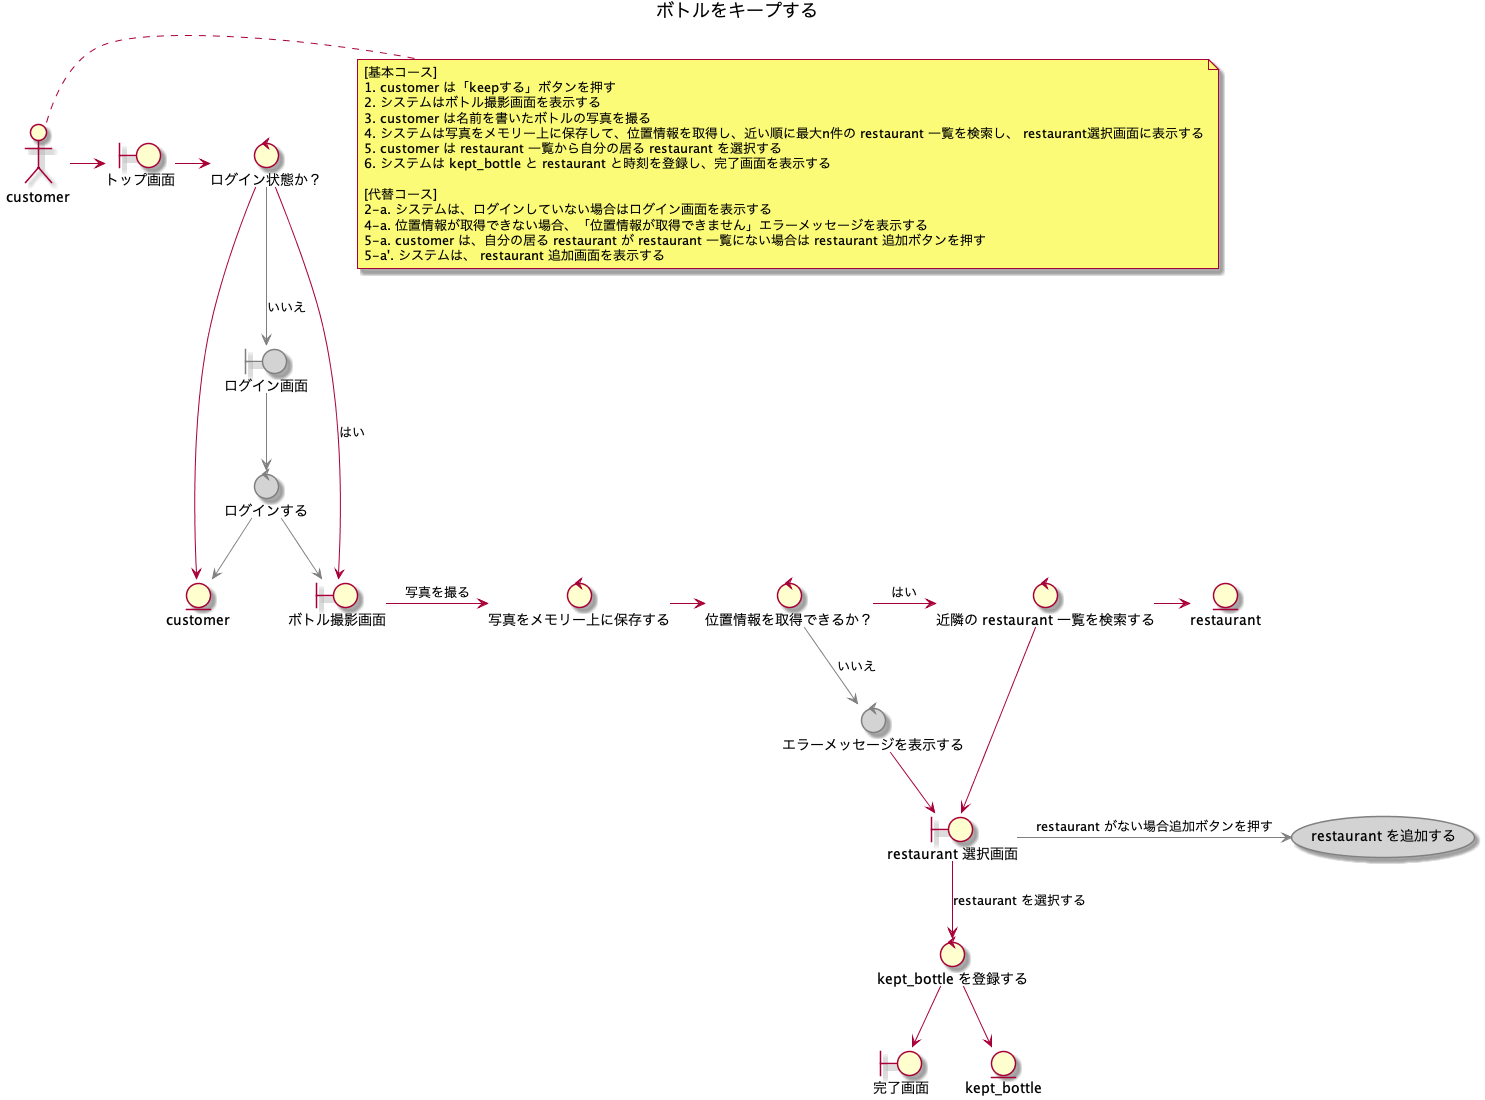 ボトルをキープする
[基本コース]
1. customer は「keepする」ボタンを押す
2. システムはボトル撮影画面を表示する
3. customer は名前を書いたボトルの写真を撮る
4. システムは写真をメモリー上に保存して、位置情報を取得し、近い順に最大n件の restaurant 一覧を検索し、 restaurant選択画面に表示する
5. customer は restaurant 一覧から自分の居る restaurant を選択する
6. システムは kept_bottle と restaurant と時刻を登録し、完了画面を表示する
[代替コース]
2-a. システムは、ログインしていない場合はログイン画面を表示する
4-a. 位置情報が取得できない場合、「位置情報が取得できません」エラーメッセージを表示する
5-a. customer は、自分の居る restaurant が restaurant 一覧にない場合は restaurant 追加ボタンを押す
5-a'. システムは、 restaurant 追加画面を表示する
customer
トップ画面
ログイン状態か？
いいえ
ログイン画面
はい
ログインする
customer
ボトル撮影画面
写真を撮る
写真をメモリー上に保存する
位置情報を取得できるか？
はい
近隣の restaurant 一覧を検索する
restaurant
いいえ
エラーメッセージを表示する
restaurant 選択画面
restaurant がない場合追加ボタンを押す
restaurant を追加する
restaurant を選択する
kept_bottle を登録する
完了画面
kept_bottle